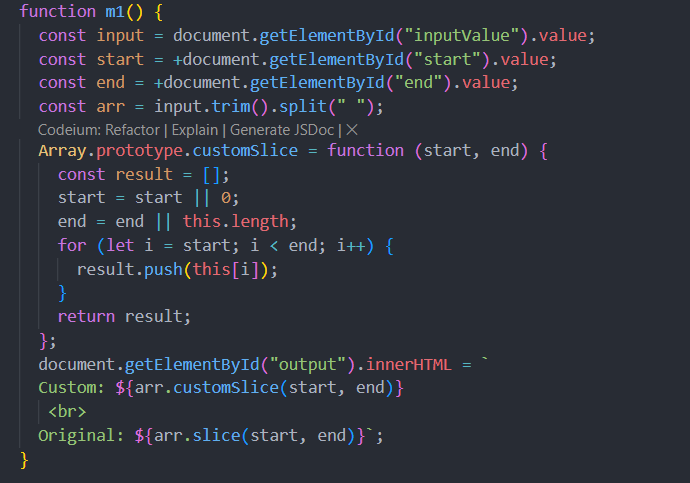 function m1() {
  const input = document.getElementById("inputValue").value;
  const start = +document.getElementById("start").value;
  const end = +document.getElementById("end").value;
  const arr = input.trim().split(" ");
  Codeium: Refactor | Explain | Generate JSDoc | ×
  Array.prototype.customSlice = function (start, end) {
    const result = [];
    start = start || 0;
    end = end || this.length;
    for (let i = start; i < end; i++) {
      result.push(this[i]);
    }
    return result;
  };
  document.getElementById("output").innerHTML = `
  Custom: ${arr.customSlice(start, end)}
   <br>
  Original: ${arr.slice(start, end)}`;
}